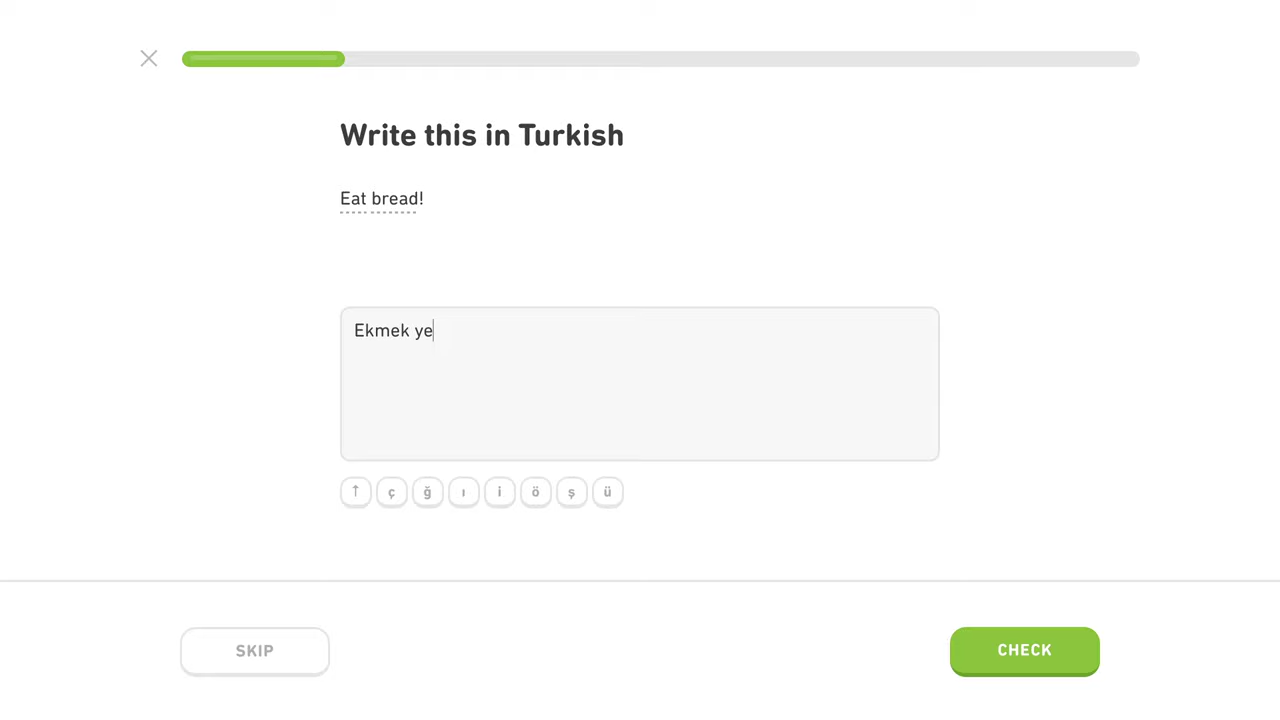 Write this in Turkish
Eat bread!
Ekmek ye
↑ ç ğ ı i ö ş ü
SKIP
CHECK